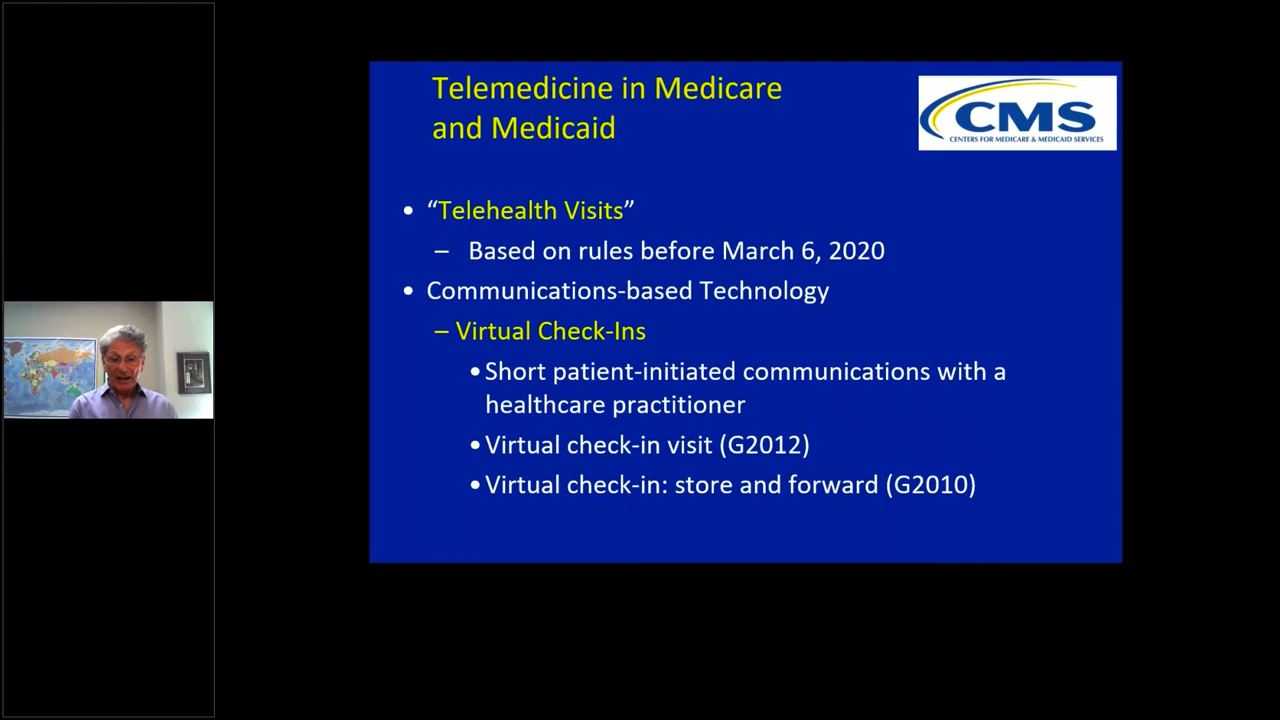 Telemedicine in Medicare
and Medicaid
CMS
CENTERS FOR MEDICARE & MEDICAID SERVICES
• “Telehealth Visits”
– Based on rules before March 6, 2020
• Communications-based Technology
– Virtual Check-Ins
• Short patient-initiated communications with a
healthcare practitioner
• Virtual check-in visit (G2012)
• Virtual check-in: store and forward (G2010)